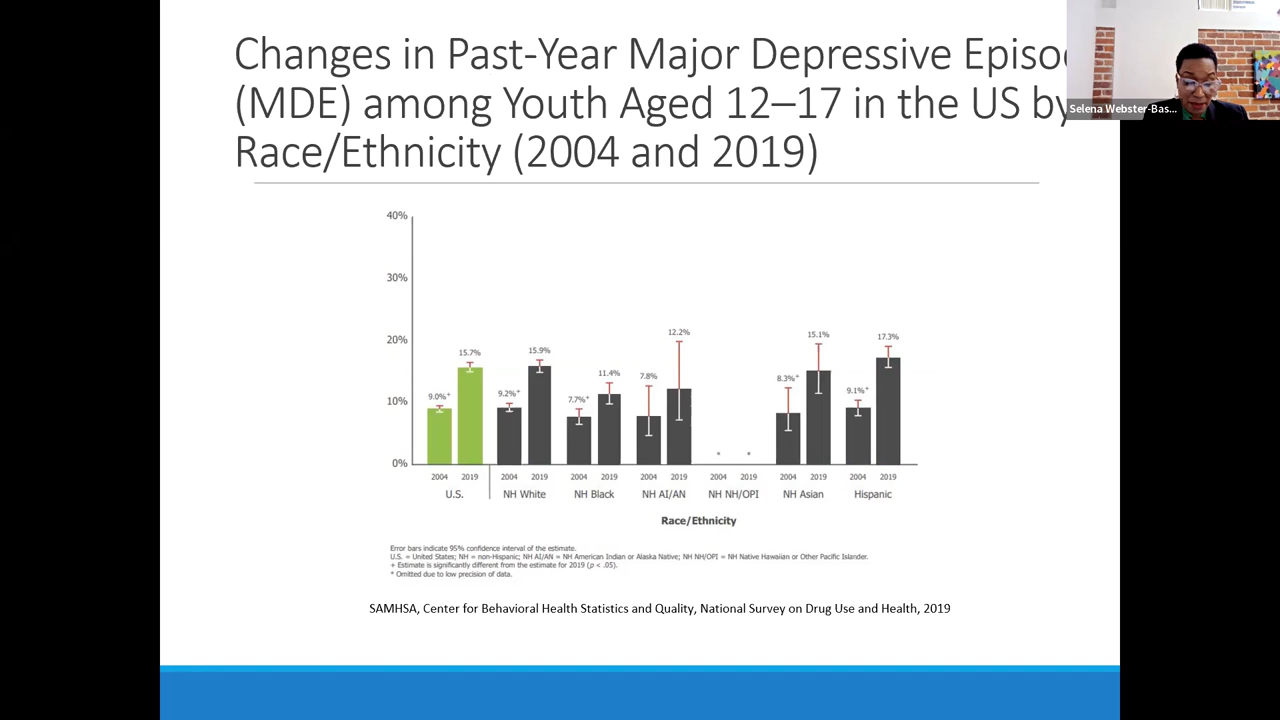 Changes in Past-Year Major Depressive Episo
(MDE) among Youth Aged 12–17 in the US by
Race/Ethnicity (2004 and 2019)
Selena Webster-Bas...
40%
30%
20%
10%
0%
9.0%+
15.7%
9.2%+
15.9%
7.7%+
11.4%
7.8%
12.2%
*
*
8.3%+
15.1%
9.1%+
17.3%
2004 2019 2004 2019 2004 2019 2004 2019 2004 2019 2004 2019 2004 2019
U.S. NH White NH Black NH AI/AN NH NH/OPI NH Asian Hispanic
Race/Ethnicity
Error bars indicate 95% confidence interval of the estimate.
U.S. = United States; NH = non-Hispanic; NH AI/AN = NH American Indian or Alaska Native; NH NH/OPI = NH Native Hawaiian or Other Pacific Islander.
+ Estimate is significantly different from the estimate for 2019 (p < .05).
* Omitted due to low precision of data.
SAMHSA, Center for Behavioral Health Statistics and Quality, National Survey on Drug Use and Health, 2019